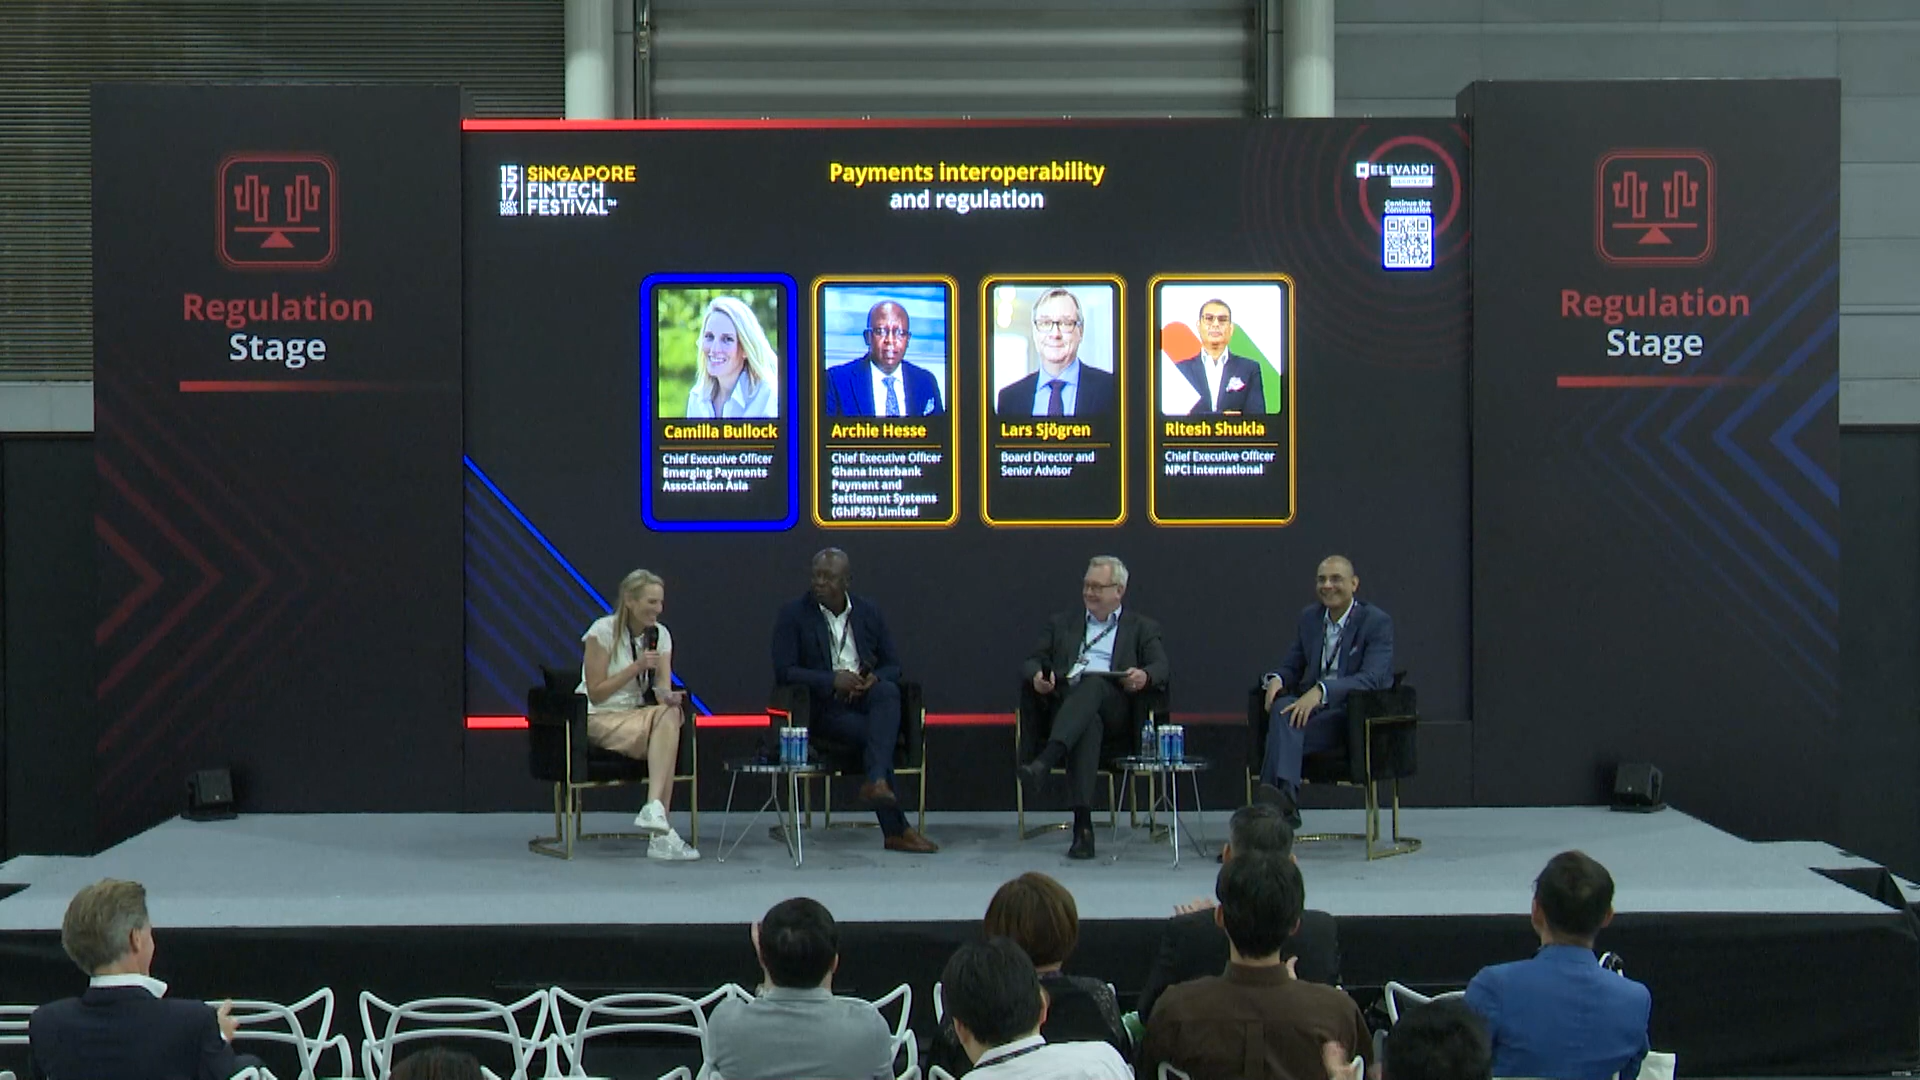 Regulation
Stage
15
17
NOV
2023
SiNGAPORE
FiNTECH
FESTiVAL™
Payments interoperability
and regulation
ELEVANDI
Continue the
Conversation
Camilla Bullock
Chief Executive Officer
Emerging Payments
Association Asia
Archie Hesse
Chief Executive Officer
Ghana Interbank
Payment and
Settlement Systems
(GhIPSS) Limited
Lars Sjögren
Board Director and
Senior Advisor
Ritesh Shukla
Chief Executive Officer
NPCI International
Regulation
Stage